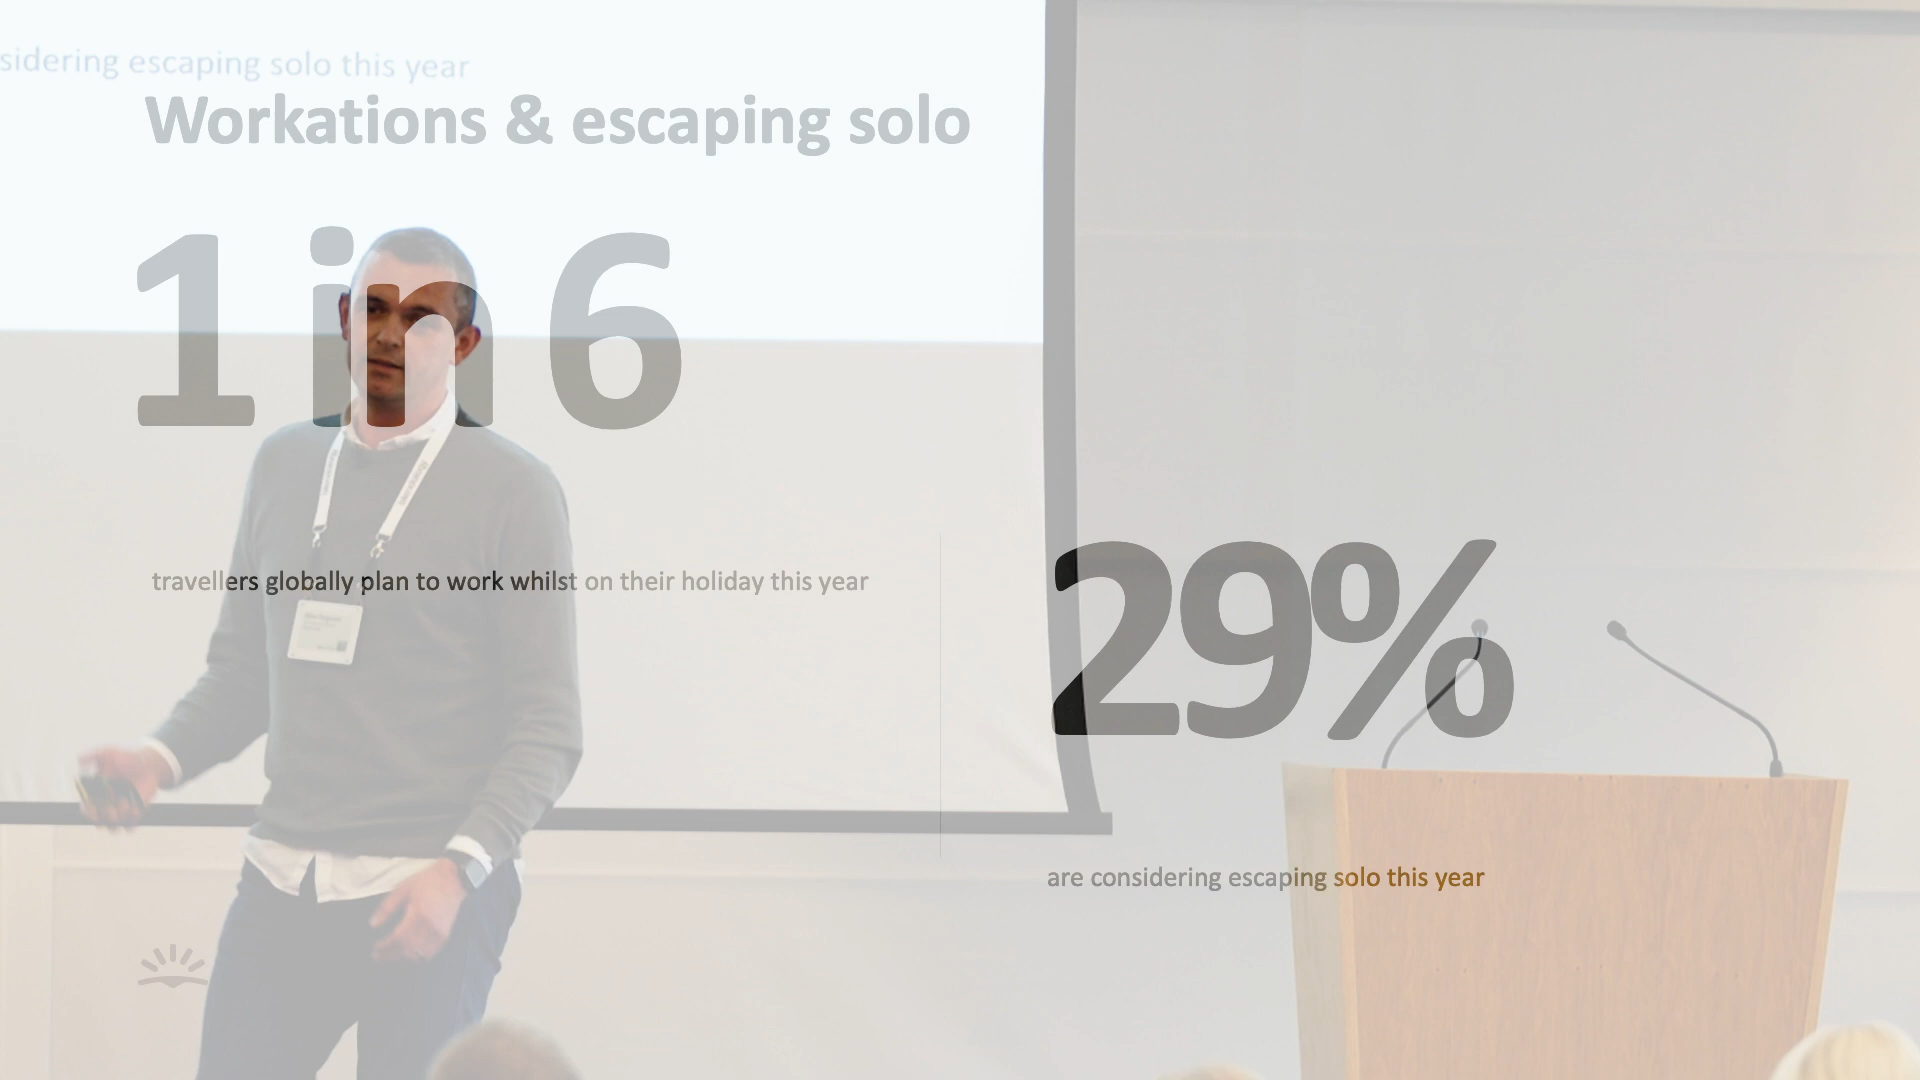 sidering escaping solo this year
Workations & escaping solo
1 in 6
travellers globally plan to work whilst on their holiday this year
29%
are considering escaping solo this year